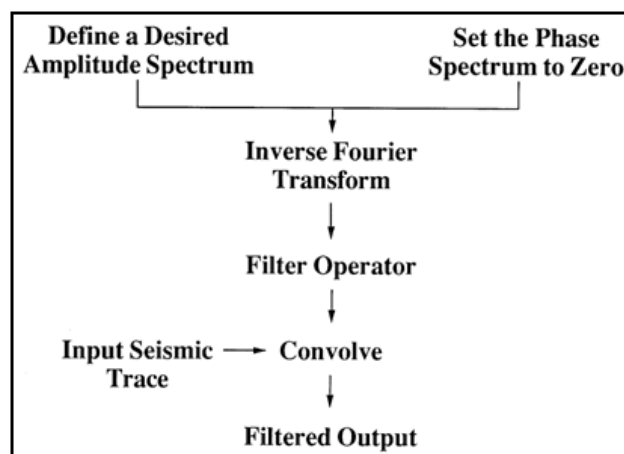 Define a Desired
Amplitude Spectrum
Set the Phase
Spectrum to Zero
Inverse Fourier
Transform
Filter Operator
Input Seismic
Trace
Convolve
Filtered Output